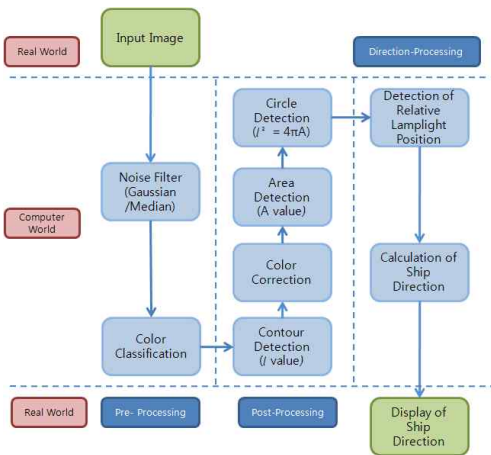 Real World
Input Image
Direction-Processing
Circle
Detection
(l² = 4πA)
Detection of
Relative
Lamplight
Position
Noise Filter
(Gaussian
/Median)
Area
Detection
(A value)
Computer
World
Color
Correction
Calculation of
Ship
Direction
Color
Classification
Contour
Detection
(l value)
Real World
Pre- Processing
Post-Processing
Display of
Ship
Direction